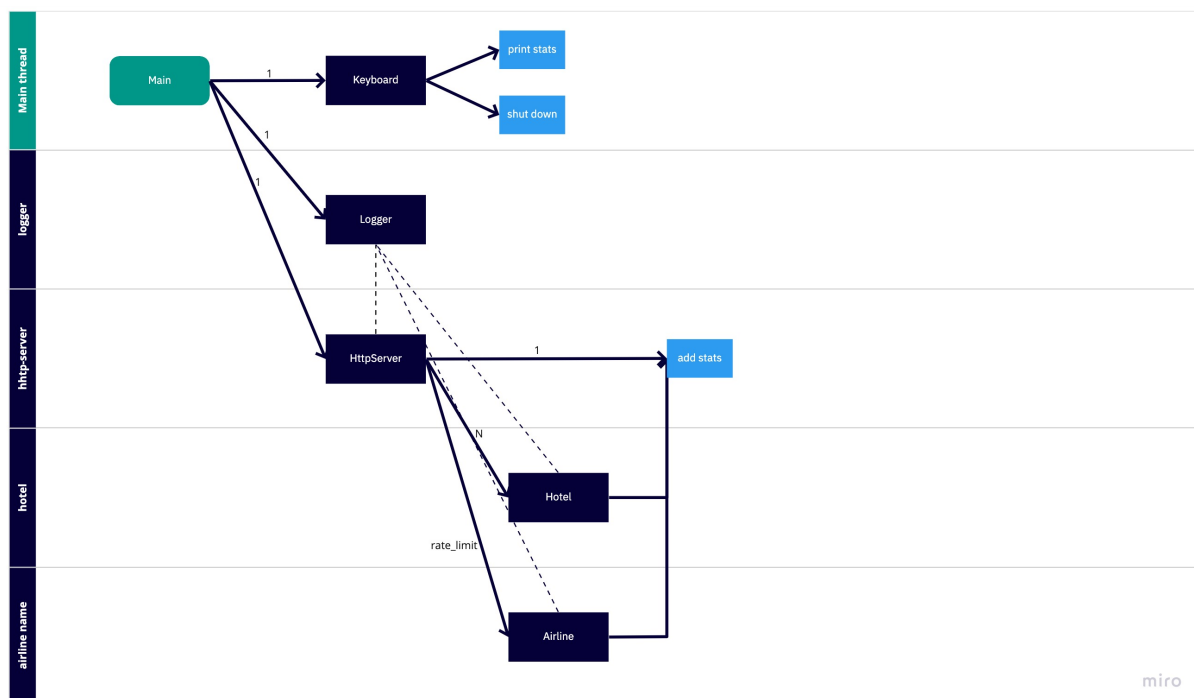 Main thread
Main
1
Keyboard
print stats
shut down
1
1
logger
Logger
hhtp-server
HttpServer
1
add stats
N
hotel
Hotel
rate_limit
airline name
Airline
miro